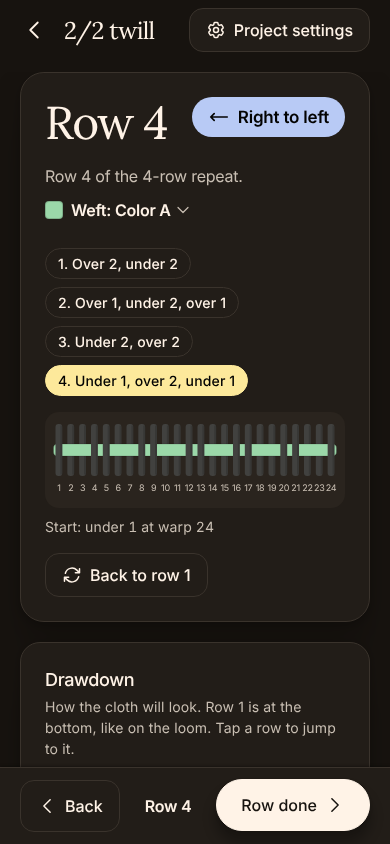 2/2 twill
Project settings
Row 4
Right to left
Row 4 of the 4-row repeat.
Weft: Color A
1. Over 2, under 2
2. Over 1, under 2, over 1
3. Under 2, over 2
4. Under 1, over 2, under 1
1 2 3 4 5 6 7 8 9 10 11 12 13 14 15 16 17 18 19 20 21 22 23 24
Start: under 1 at warp 24
Back to row 1
Drawdown
How the cloth will look. Row 1 is at the
bottom, like on the loom. Tap a row to jump
to it.
Back
Row 4
Row done